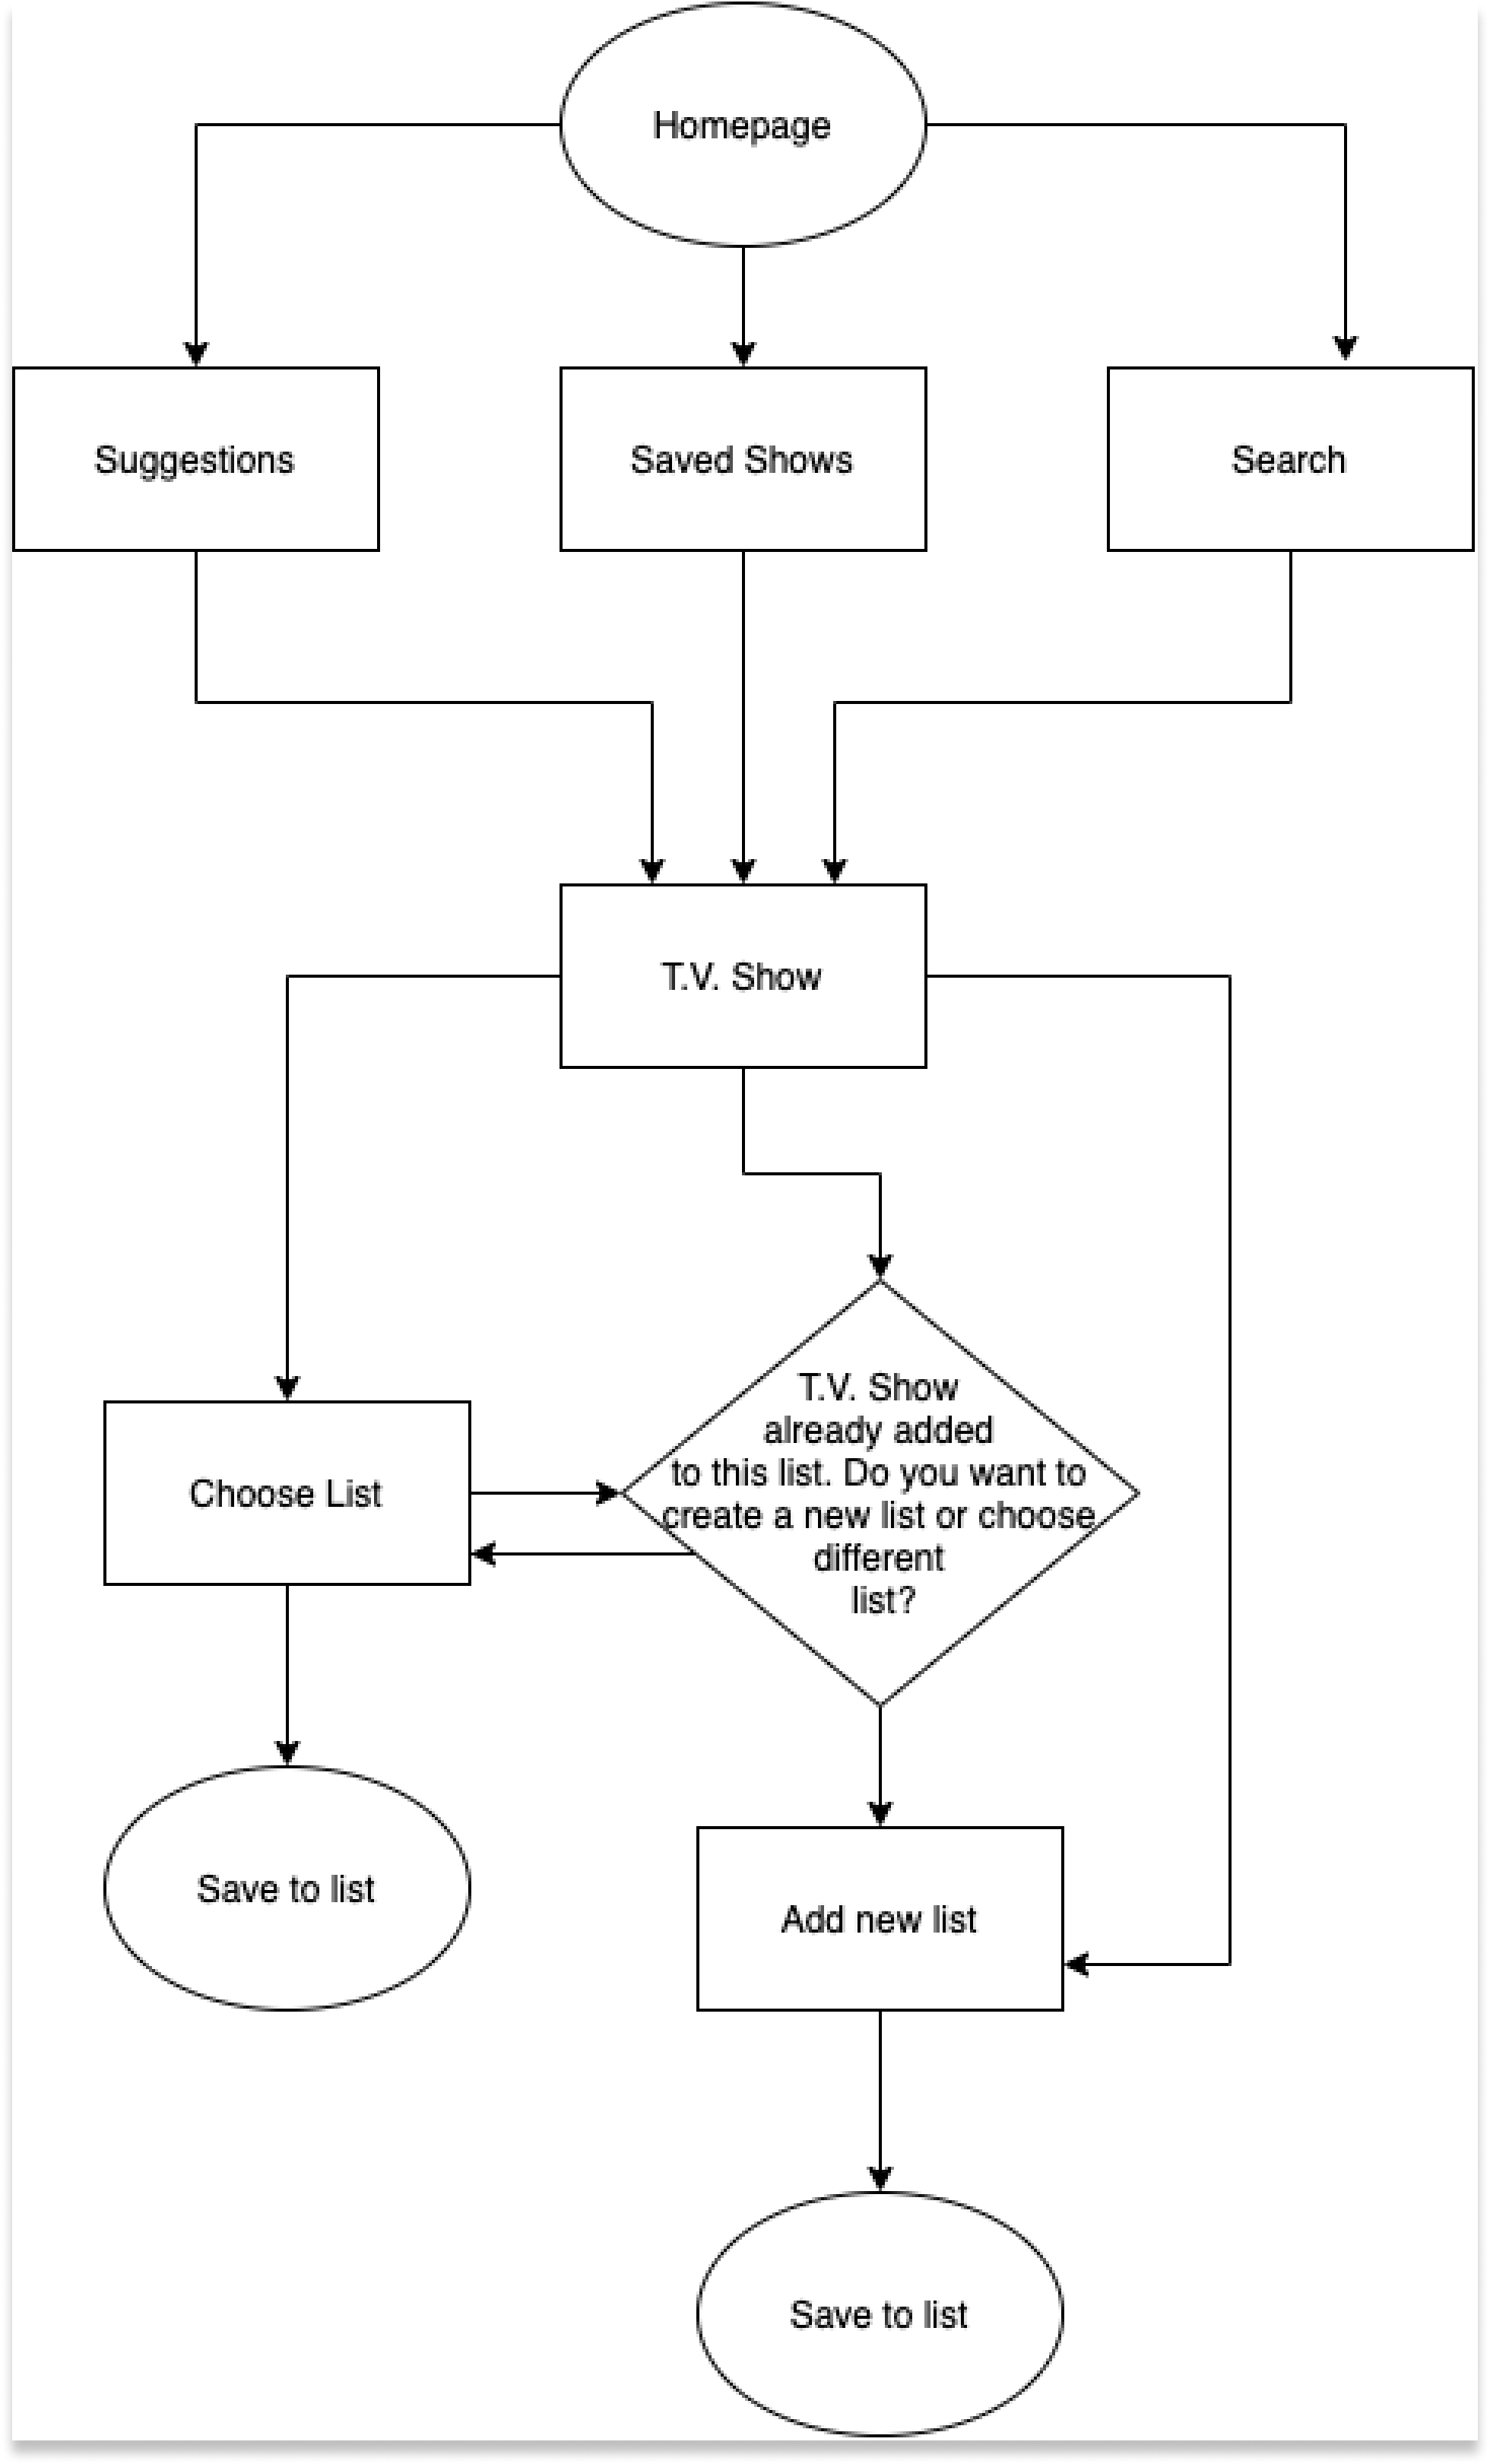 Homepage
Suggestions
Saved Shows
Search
T.V. Show
T.V. Show
already added
to this list. Do you want to
create a new list or choose
different
list?
Choose List
Save to list
Add new list
Save to list